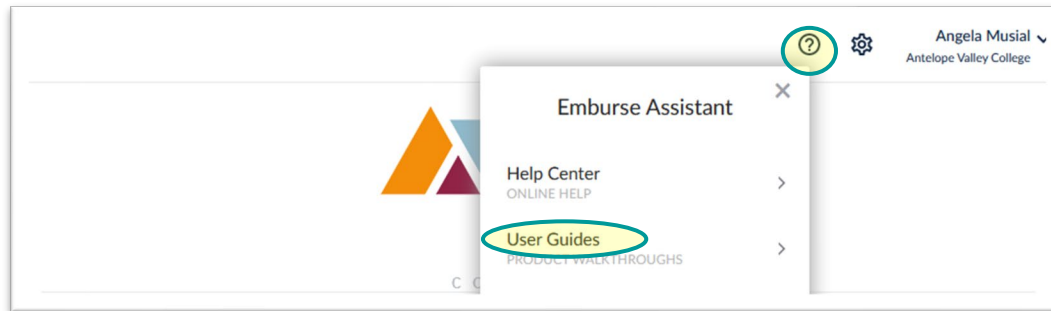 Angela Musial
Antelope Valley College
Emburse Assistant
Help Center
ONLINE HELP
User Guides
PRODUCT WALKTHROUGHS
C